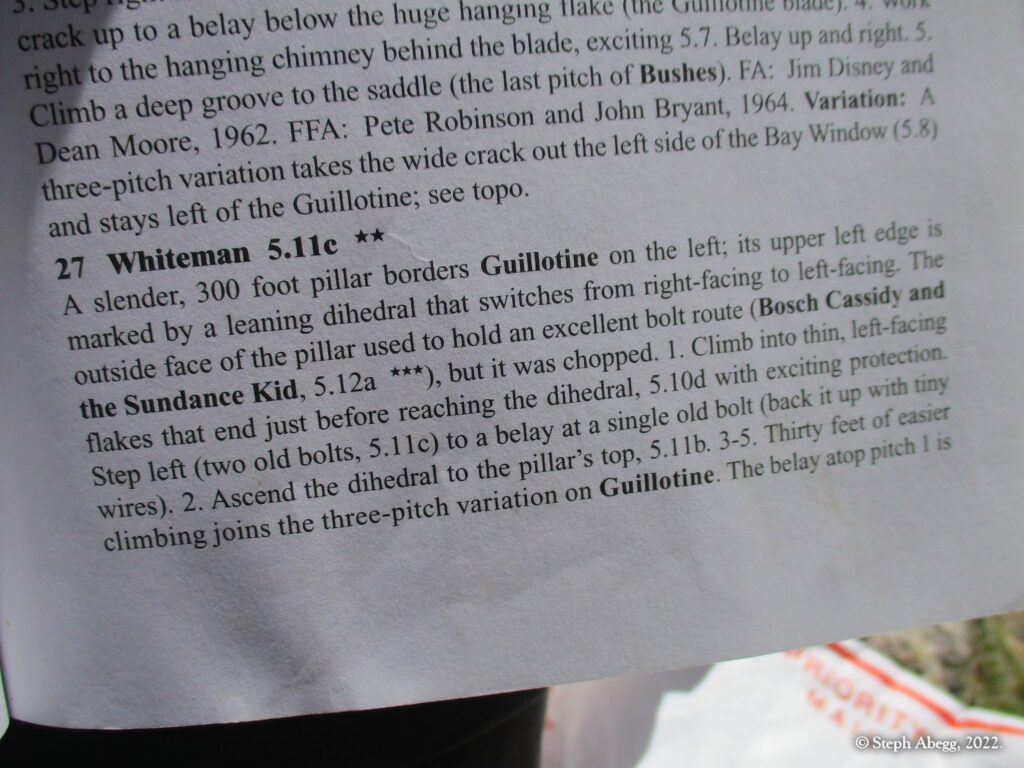 3. Step
crack up to a belay below the huge hanging flake (the Guillotine blade). 4. Work
right to the hanging chimney behind the blade, exciting 5.7. Belay up and right. 5.
Climb a deep groove to the saddle (the last pitch of Bushes). FA: Jim Disney and
Dean Moore, 1962. FFA: Pete Robinson and John Bryant, 1964. Variation: A
three-pitch variation takes the wide crack out the left side of the Bay Window (5.8)
and stays left of the Guillotine; see topo.
27 Whiteman 5.11c ★★
A slender, 300 foot pillar borders Guillotine on the left; its upper left edge is
marked by a leaning dihedral that switches from right-facing to left-facing. The
outside face of the pillar used to hold an excellent bolt route (Bosch Cassidy and
the Sundance Kid, 5.12a ★★★), but it was chopped. 1. Climb into thin, left-facing
flakes that end just before reaching the dihedral, 5.10d with exciting protection.
Step left (two old bolts, 5.11c) to a belay at a single old bolt (back it up with tiny
wires). 2. Ascend the dihedral to the pillar's top, 5.11b. 3-5. Thirty feet of easier
climbing joins the three-pitch variation on Guillotine. The belay atop pitch 1 is
PRIORITY
MAIL
© Steph Abegg, 2022.